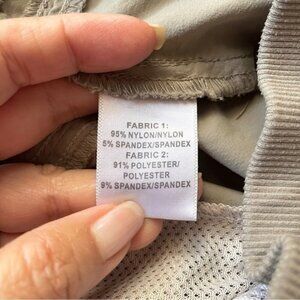 FABRIC 1:
95% NYLON/NYLON
5% SPANDEX/SPANDEX
FABRIC 2:
91% POLYESTER/
POLYESTER
9% SPANDEX/SPANDEX